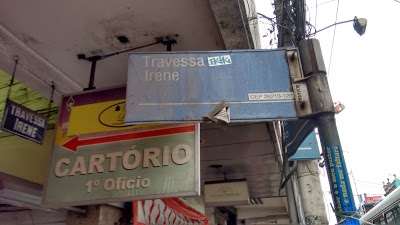 Travessa
Irene
TRAVESSA
IRENE
CARTÓRIO
1º Ofício